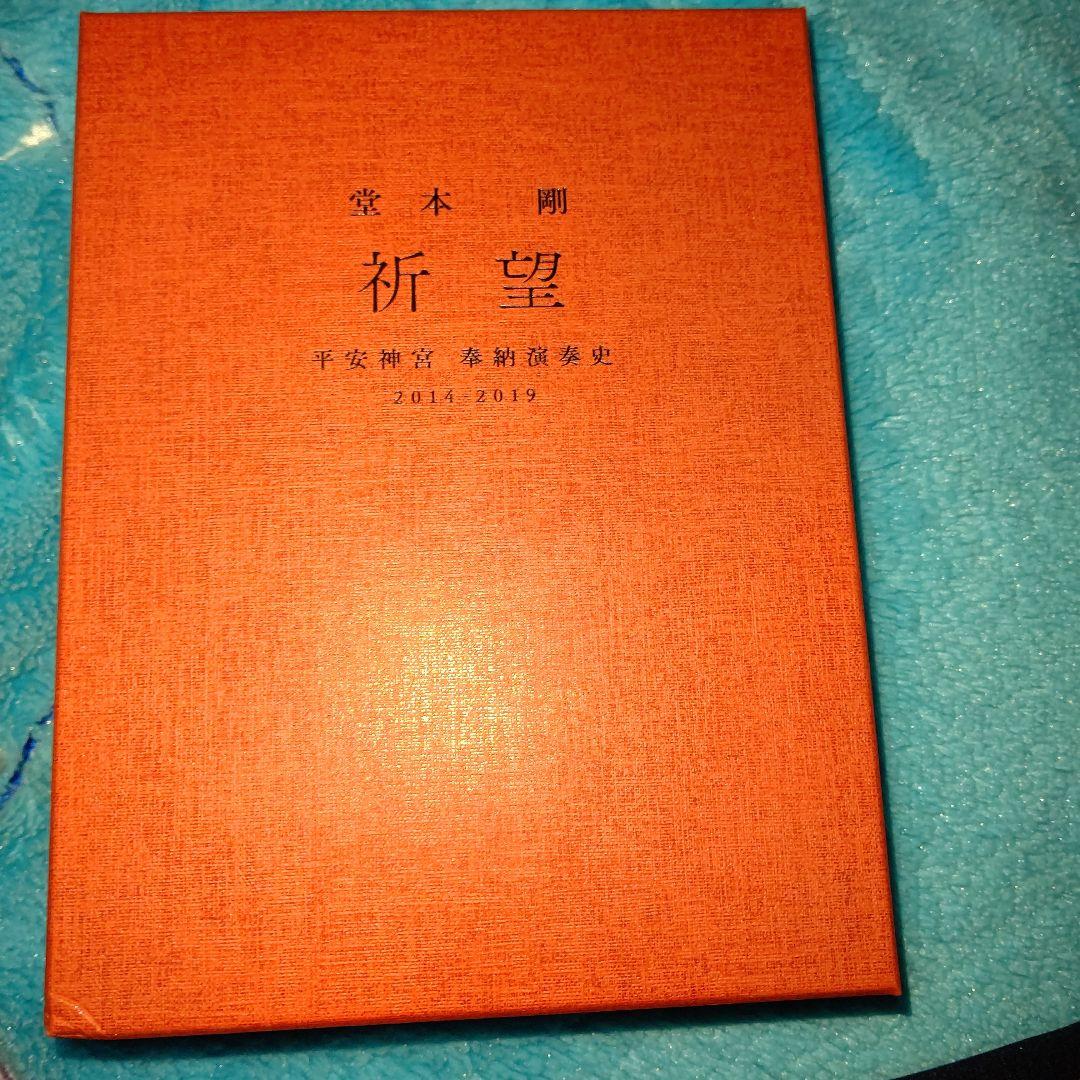 堂本 剛
祈望
平安神宮 奉納演奏史
2014-2019